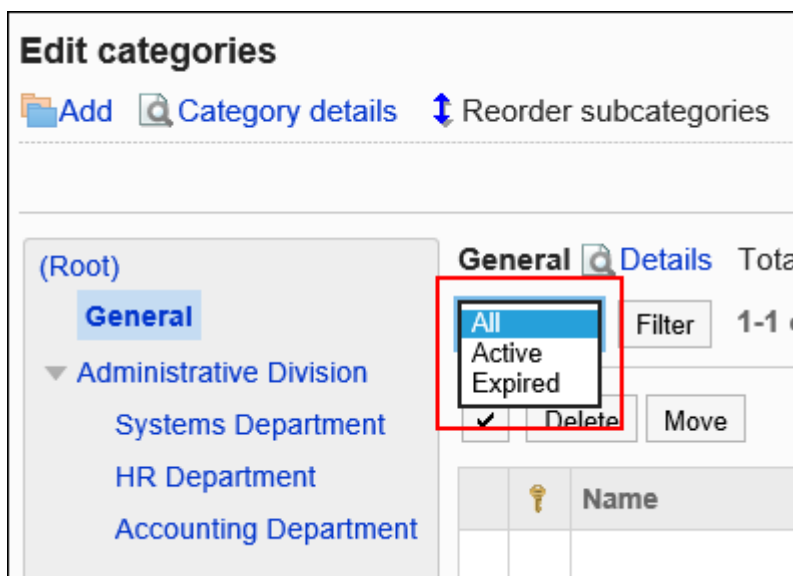 Edit categories
Add Category details Reorder subcategories
(Root)
General
Administrative Division
Systems Department
HR Department
Accounting Department
General Details
All
Active
Expired
Filter 1-1
Delete Move
Name